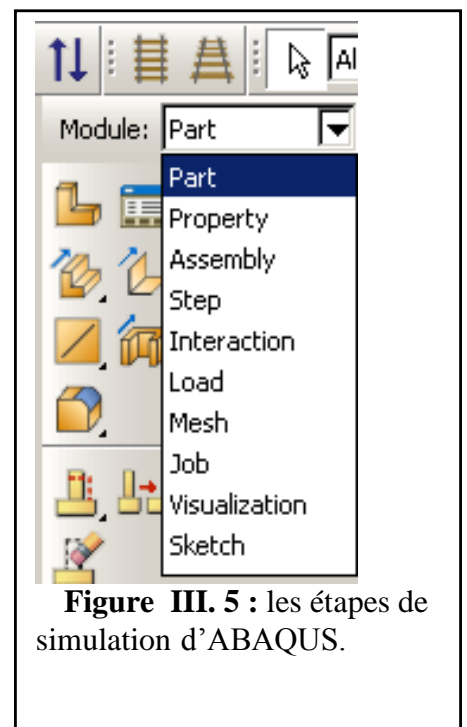 Al
Module: Part
Part
Property
Assembly
Step
Interaction
Load
Mesh
Job
Visualization
Sketch
Figure III. 5 : les étapes de
simulation d’ABAQUS.